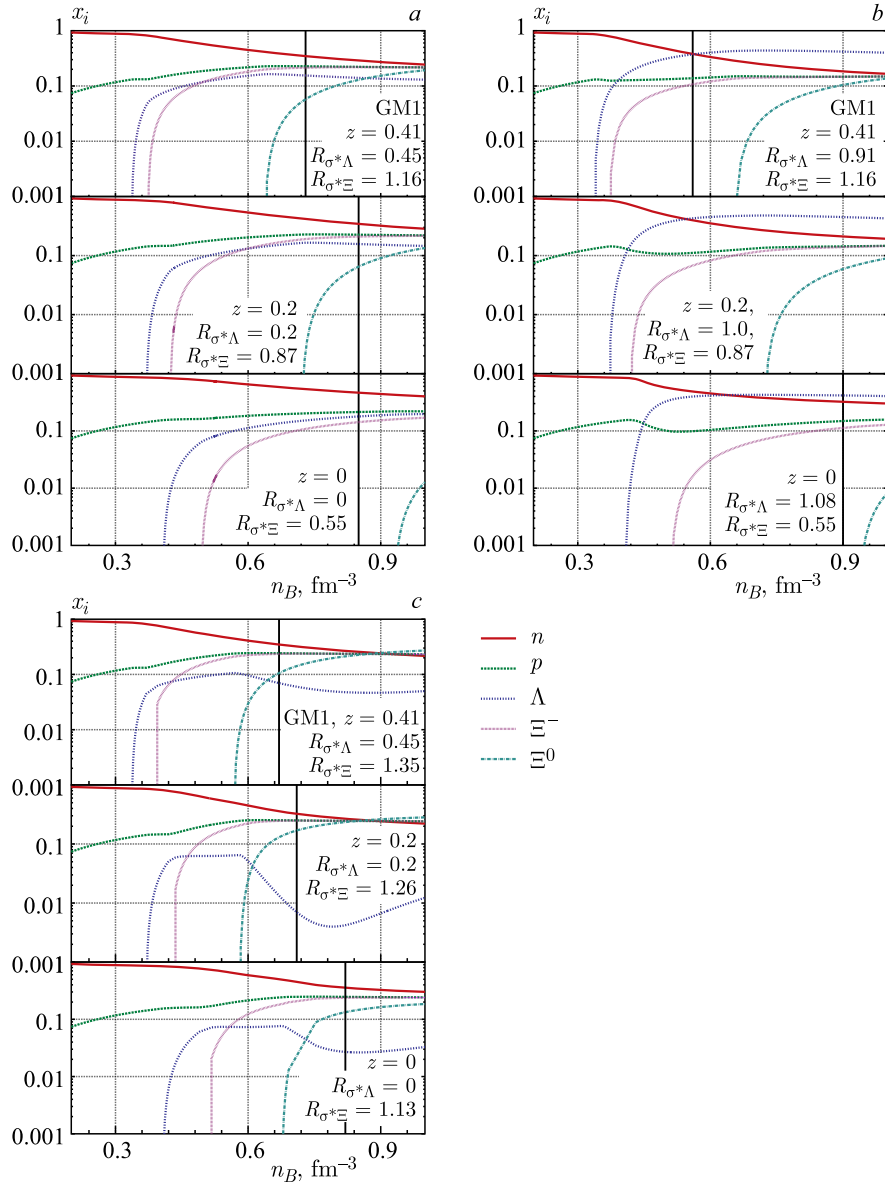 x_i a
1
0.1
0.01
0.001
GM1
z = 0.41
R_σ*Λ = 0.45
R_σ*Ξ = 1.16
0.1
0.01
0.001
z = 0.2
R_σ*Λ = 0.2
R_σ*Ξ = 0.87
0.1
0.01
0.001
z = 0
R_σ*Λ = 0
R_σ*Ξ = 0.55
0.3 0.6 0.9
n_B, fm⁻³
x_i b
1
0.1
0.01
0.001
GM1
z = 0.41
R_σ*Λ = 0.91
R_σ*Ξ = 1.16
0.1
0.01
0.001
z = 0.2,
R_σ*Λ = 1.0,
R_σ*Ξ = 0.87
0.1
0.01
0.001
z = 0
R_σ*Λ = 1.08
R_σ*Ξ = 0.55
0.3 0.6 0.9
n_B, fm⁻³
x_i c
1
0.1
0.01
0.001
GM1, z = 0.41
R_σ*Λ = 0.45
R_σ*Ξ = 1.35
0.1
0.01
0.001
z = 0.2
R_σ*Λ = 0.2
R_σ*Ξ = 1.26
0.1
0.01
0.001
z = 0
R_σ*Λ = 0
R_σ*Ξ = 1.13
0.3 0.6 0.9
n_B, fm⁻³
n
p
Λ
Ξ⁻
Ξ⁰